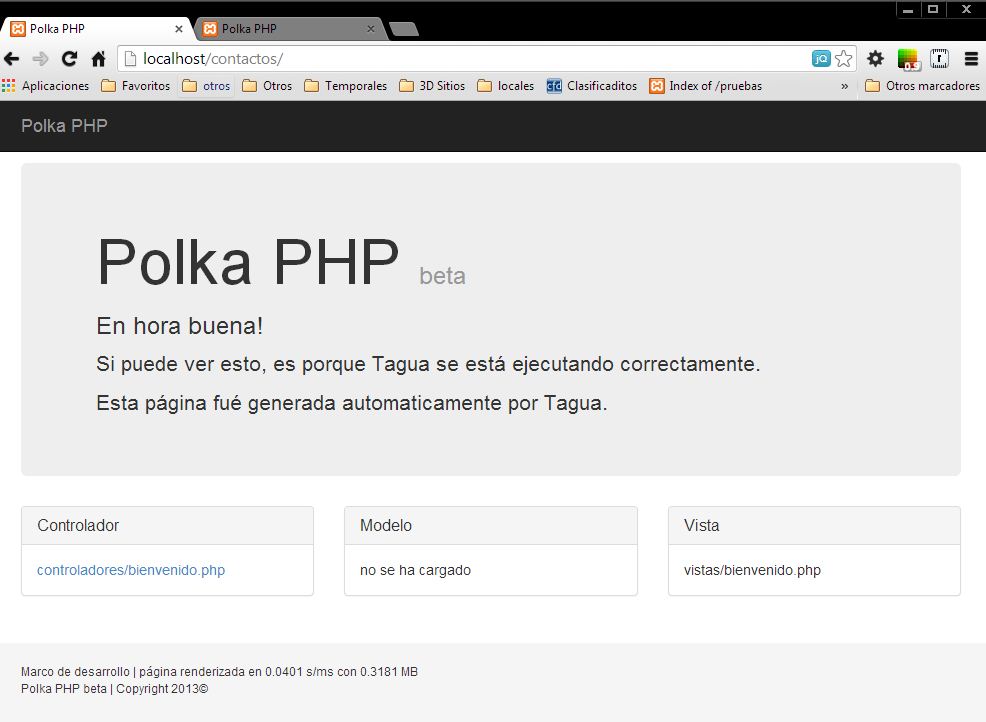 Polka PHP
Polka PHP
localhost/contactos/
jQ
Aplicaciones Favoritos otros Otros Temporales 3D Sitios locales cfd Clasificaditos Index of /pruebas » Otros marcadores
Polka PHP
Polka PHP beta
En hora buena!
Si puede ver esto, es porque Tagua se está ejecutando correctamente.
Esta página fué generada automaticamente por Tagua.
Controlador
controladores/bienvenido.php
Modelo
no se ha cargado
Vista
vistas/bienvenido.php
Marco de desarrollo | página renderizada en 0.0401 s/ms con 0.3181 MB
Polka PHP beta | Copyright 2013©